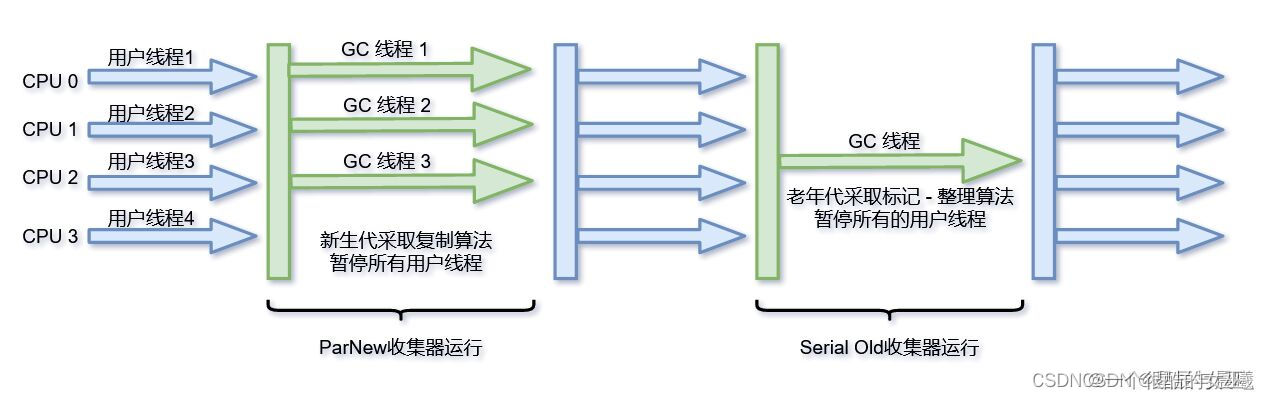 用户线程1
GC 线程 1
CPU 0
用户线程2
GC 线程 2
CPU 1
用户线程3
GC 线程 3
CPU 2
用户线程4
CPU 3
新生代采取复制算法
暂停所有用户线程
GC 线程
老年代采取标记 - 整理算法
暂停所有的用户线程
ParNew收集器运行
Serial Old收集器运行
CSDN